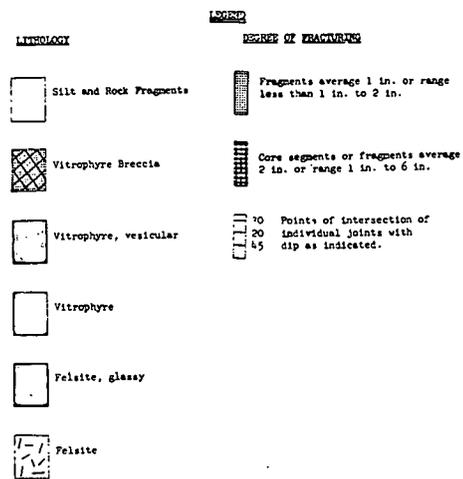 LEGEND
LITHOLOGY
DEGREE OF FRACTURING
Silt and Rock Fragments
Vitrophyre Breccia
Vitrophyre, vesicular
Vitrophyre
Felsite, glassy
Felsite
Fragments average 1 in. or range
less than 1 in. to 2 in.
Core segments or fragments average
2 in. or range 1 in. to 6 in.
70 Points of intersection of
20 individual joints with
45 dip as indicated.